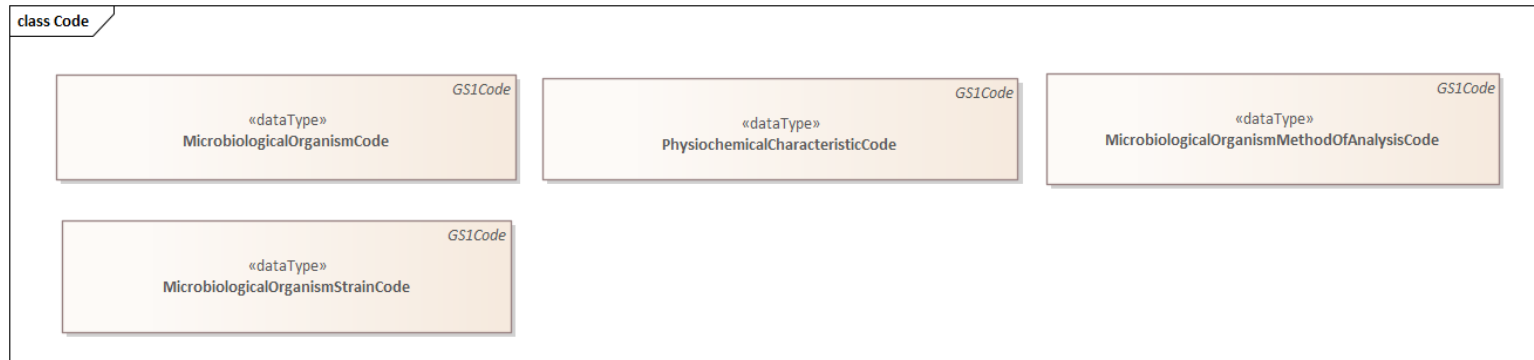 class Code
GS1Code
«dataType»
MicrobiologicalOrganismCode
GS1Code
«dataType»
PhysiochemicalCharacteristicCode
GS1Code
«dataType»
MicrobiologicalOrganismMethodOfAnalysisCode
GS1Code
«dataType»
MicrobiologicalOrganismStrainCode